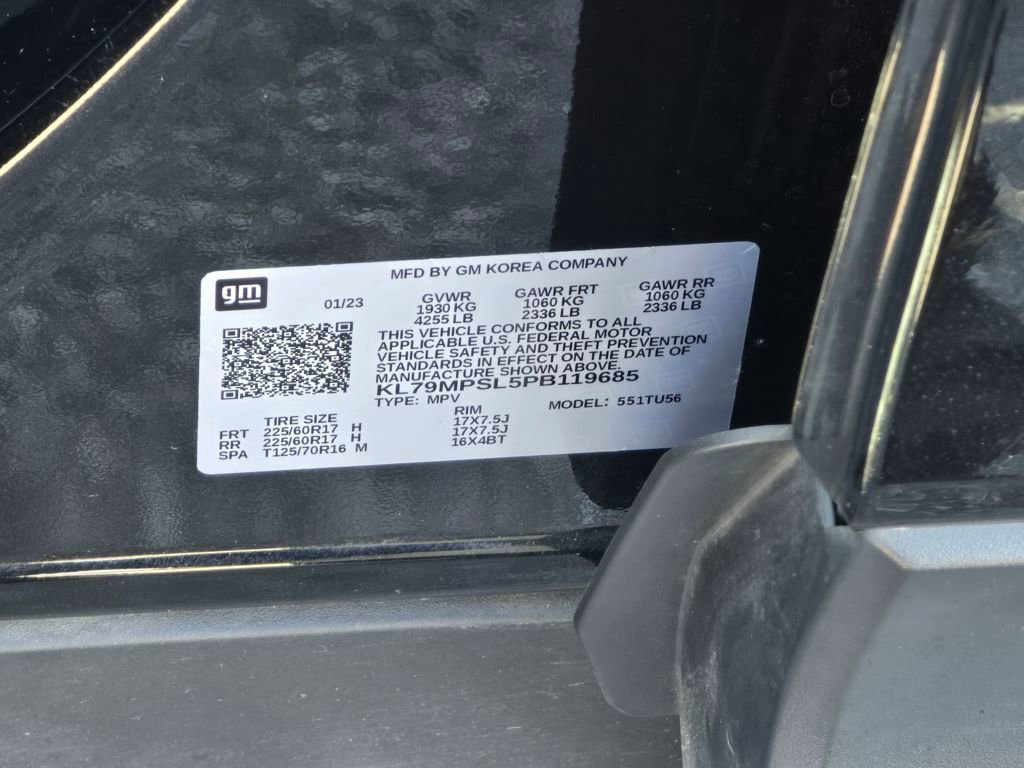 gm
MFD BY GM KOREA COMPANY
01/23
GVWR GAWR FRT GAWR RR
1930 KG 1060 KG 1060 KG
4255 LB 2336 LB 2336 LB
THIS VEHICLE CONFORMS TO ALL
APPLICABLE U.S. FEDERAL MOTOR
VEHICLE SAFETY AND THEFT PREVENTION
STANDARDS IN EFFECT ON THE DATE OF
MANUFACTURE SHOWN ABOVE.
KL79MPSL5PB119685
TYPE: MPV MODEL: 551TU56
TIRE SIZE RIM
FRT 225/60R17 H 17X7.5J
RR 225/60R17 H 17X7.5J
SPA T125/70R16 M 16X4BT